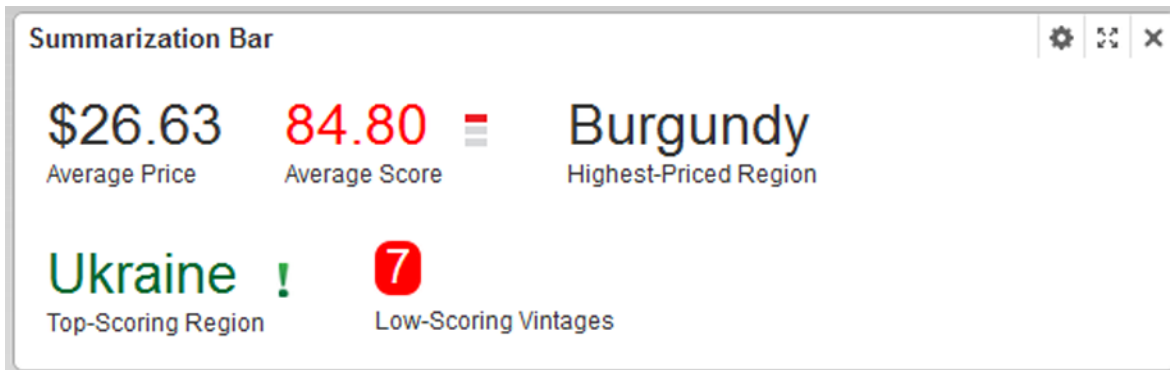 Summarization Bar
$26.63 84.80 Burgundy
Average Price Average Score Highest-Priced Region
Ukraine ! 7
Top-Scoring Region Low-Scoring Vintages